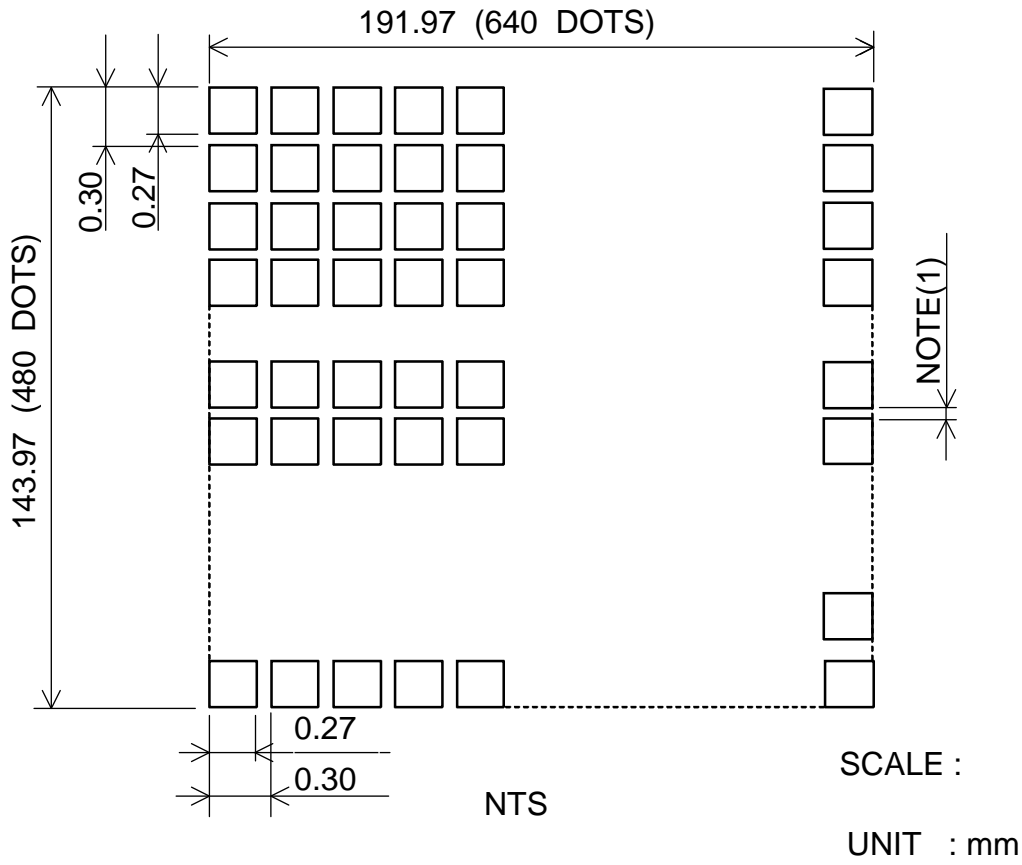 191.97 (640 DOTS)
0.30
0.27
143.97 (480 DOTS)
NOTE(1)
0.27
0.30
SCALE :
NTS
UNIT : mm